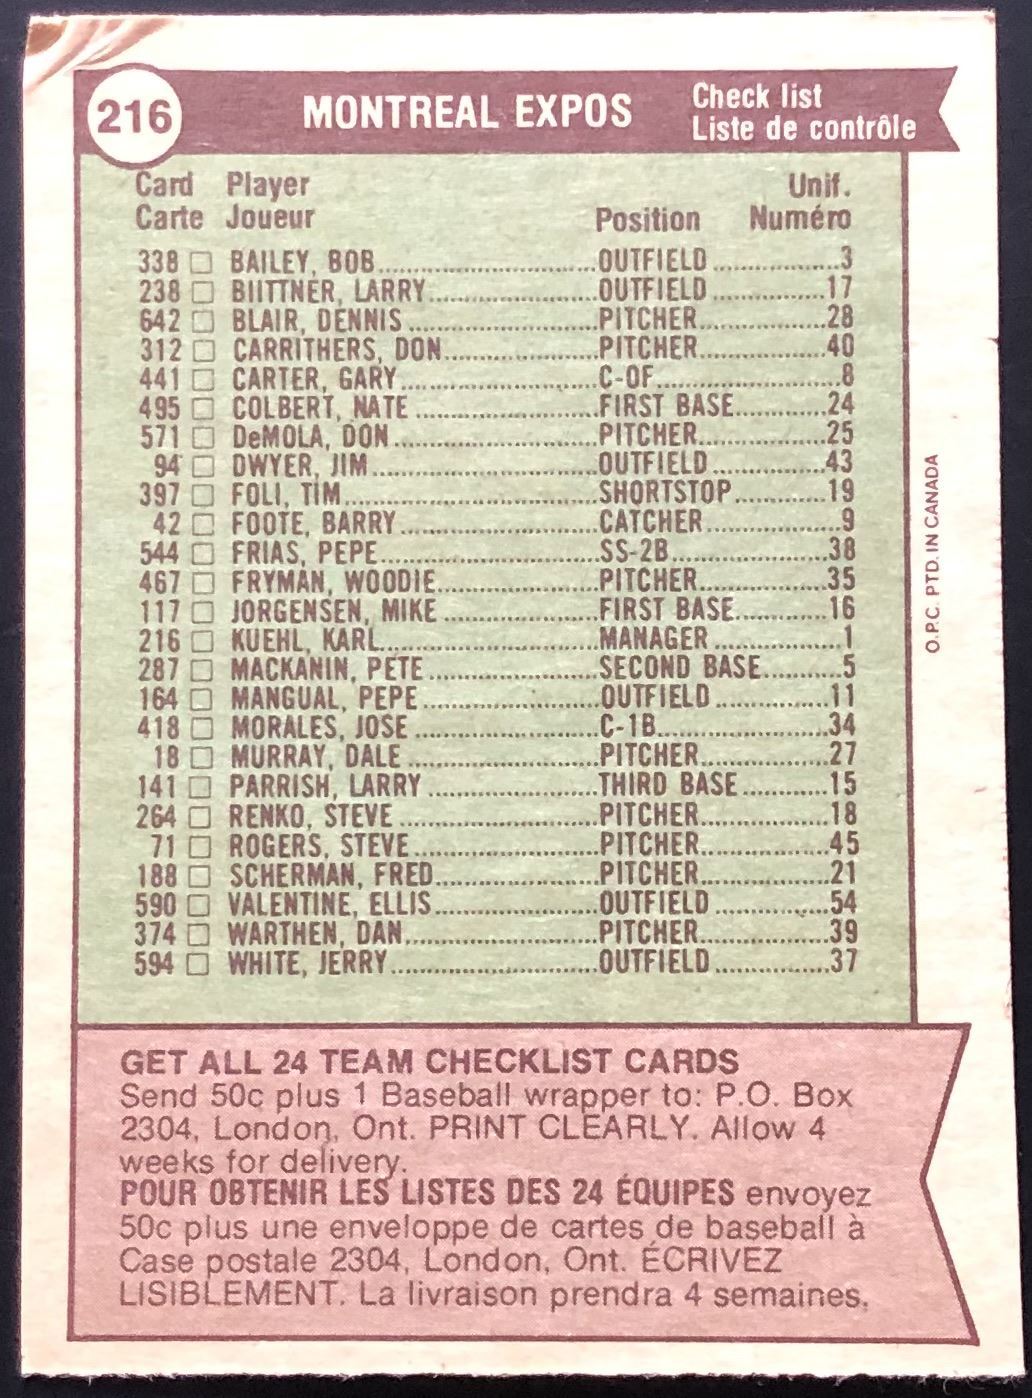 216
MONTREAL EXPOS
Check list
Liste de contrôle
Card Player Unif.
Carte Joueur Position Numéro
338 □ BAILEY, BOB..............................OUTFIELD.................3
238 □ BIITTNER, LARRY........................OUTFIELD...............17
642 □ BLAIR, DENNIS..........................PITCHER.................28
312 □ CARRITHERS, DON.....................PITCHER.................40
441 □ CARTER, GARY..........................C-OF........................8
495 □ COLBERT, NATE.........................FIRST BASE............24
571 □ DeMOLA, DON...........................PITCHER.................25
94 □ DWYER, JIM..............................OUTFIELD...............43
397 □ FOLI, TIM.................................SHORTSTOP............19
42 □ FOOTE, BARRY..........................CATCHER..................9
544 □ FRIAS, PEPE.............................SS-2B.....................38
467 □ FRYMAN, WOODIE.....................PITCHER.................35
117 □ JORGENSEN, MIKE.....................FIRST BASE............16
216 □ KUEHL, KARL............................MANAGER.................1
287 □ MACKANIN, PETE.......................SECOND BASE..........5
164 □ MANGUAL, PEPE........................OUTFIELD...............11
418 □ MORALES, JOSE........................C-1B......................34
18 □ MURRAY, DALE..........................PITCHER.................27
141 □ PARRISH, LARRY.......................THIRD BASE...........15
264 □ RENKO, STEVE..........................PITCHER.................18
71 □ ROGERS, STEVE........................PITCHER.................45
188 □ SCHERMAN, FRED......................PITCHER.................21
590 □ VALENTINE, ELLIS......................OUTFIELD...............54
374 □ WARTHEN, DAN.........................PITCHER.................39
594 □ WHITE, JERRY...........................OUTFIELD...............37
O.P.C. PTD. IN CANADA
GET ALL 24 TEAM CHECKLIST CARDS
Send 50c plus 1 Baseball wrapper to: P.O. Box
2304, London, Ont. PRINT CLEARLY. Allow 4
weeks for delivery.
POUR OBTENIR LES LISTES DES 24 ÉQUIPES envoyez
50c plus une enveloppe de cartes de baseball à
Case postale 2304, London, Ont. ÉCRIVEZ
LISIBLEMENT. La livraison prendra 4 semaines.